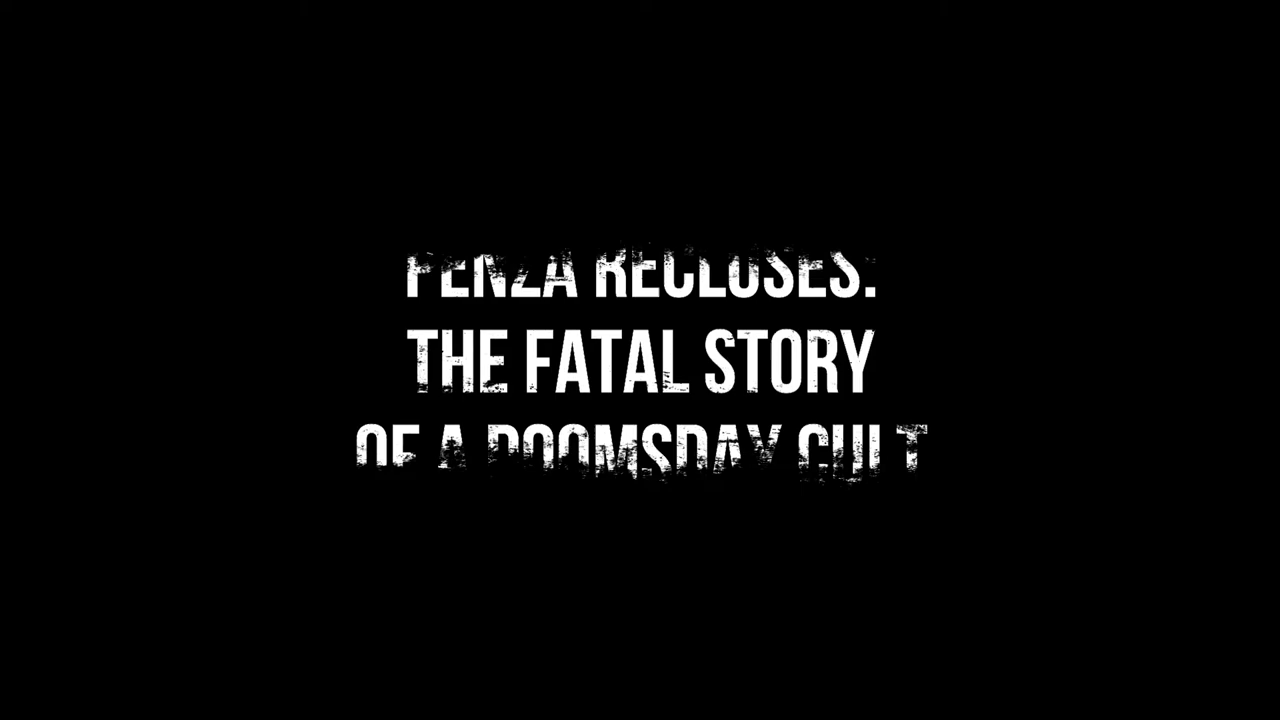 PENZA RECLUSES:
THE FATAL STORY
OF A DOOMSDAY CULT